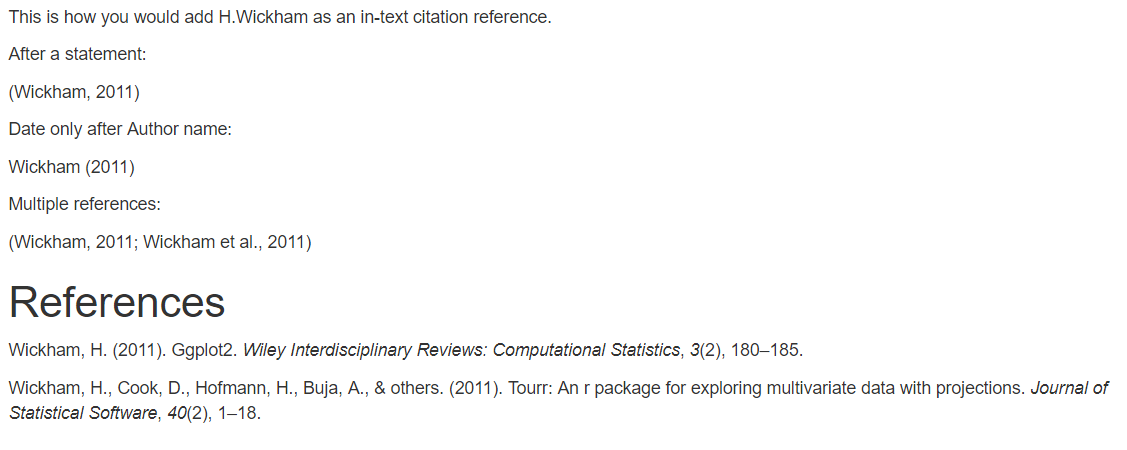 This is how you would add H.Wickham as an in-text citation reference.
After a statement:
(Wickham, 2011)
Date only after Author name:
Wickham (2011)
Multiple references:
(Wickham, 2011; Wickham et al., 2011)
References
Wickham, H. (2011). Ggplot2. Wiley Interdisciplinary Reviews: Computational Statistics, 3(2), 180–185.
Wickham, H., Cook, D., Hofmann, H., Buja, A., & others. (2011). Tourr: An r package for exploring multivariate data with projections. Journal of
Statistical Software, 40(2), 1–18.